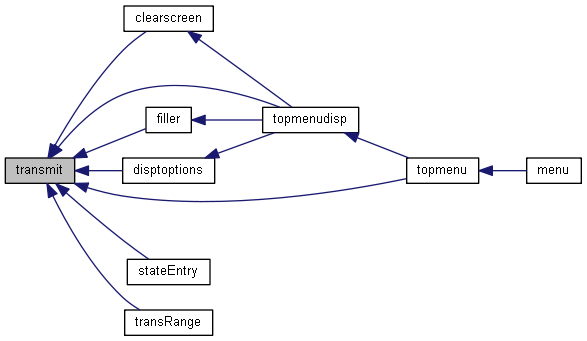 clearscreen
filler
topmenudisp
transmit
disptoptions
topmenu
menu
stateEntry
transRange